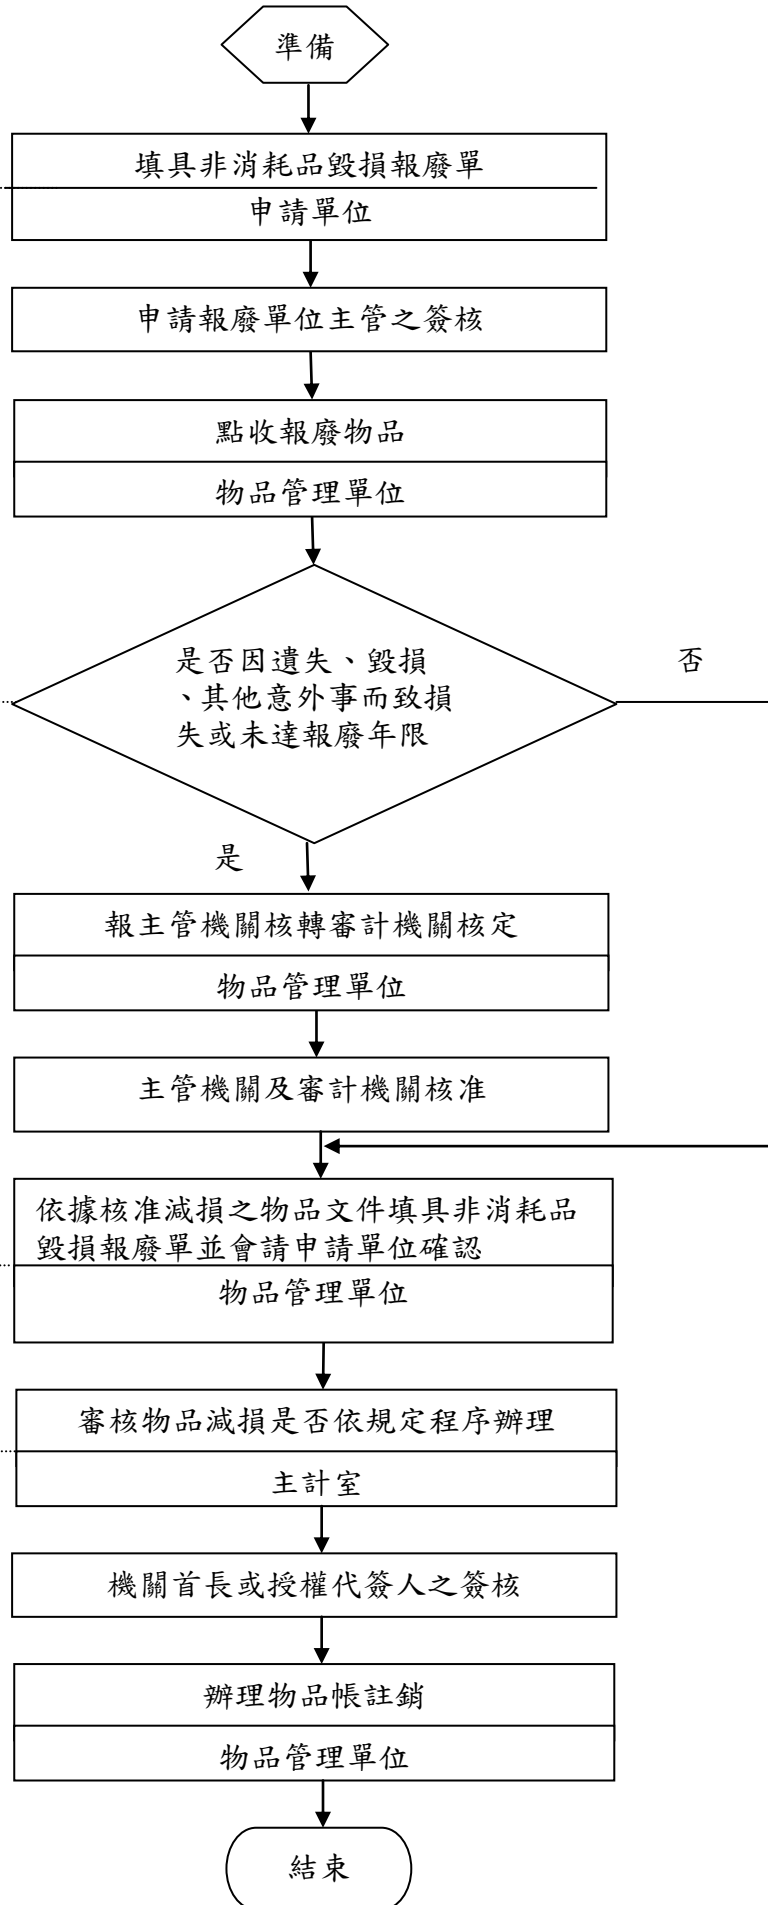 準備
填具非消耗品毀損報廢單
申請單位
申請報廢單位主管之簽核
點收報廢物品
物品管理單位
是否因遺失、毀損
、其他意外事而致損
失或未達報廢年限
否
是
報主管機關核轉審計機關核定
物品管理單位
主管機關及審計機關核准
依據核准減損之物品文件填具非消耗品
毀損報廢單並會請申請單位確認
物品管理單位
審核物品減損是否依規定程序辦理
主計室
機關首長或授權代簽人之簽核
辦理物品帳註銷
物品管理單位
結束